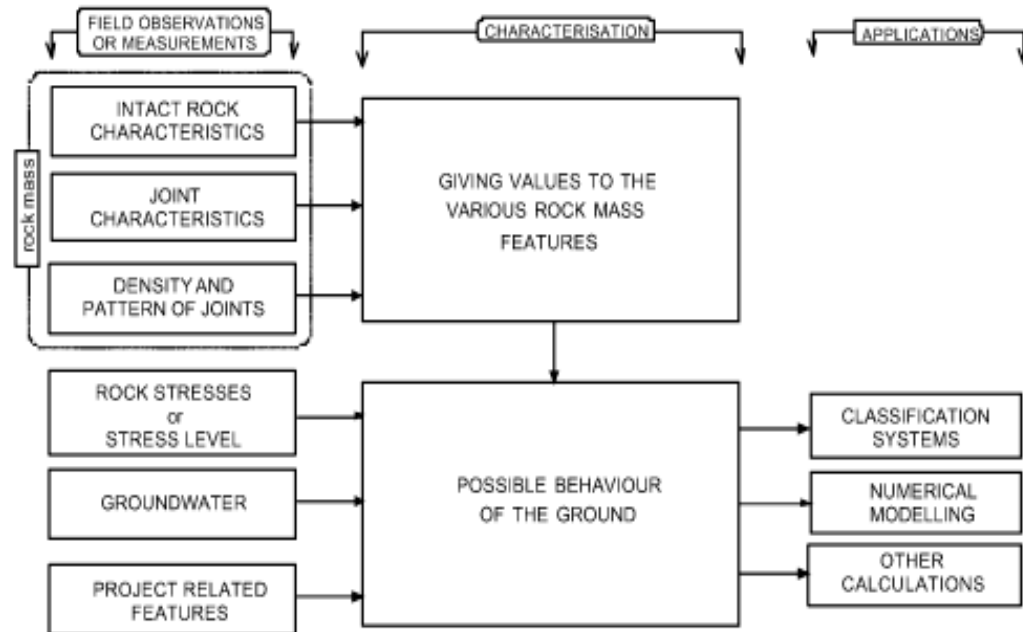 FIELD OBSERVATIONS
OR MEASUREMENTS
CHARACTERISATION
APPLICATIONS
rock mass
INTACT ROCK
CHARACTERISTICS
JOINT
CHARACTERISTICS
DENSITY AND
PATTERN OF JOINTS
GIVING VALUES TO THE
VARIOUS ROCK MASS
FEATURES
ROCK STRESSES
or
STRESS LEVEL
GROUNDWATER
PROJECT RELATED
FEATURES
POSSIBLE BEHAVIOUR
OF THE GROUND
CLASSIFICATION
SYSTEMS
NUMERICAL
MODELLING
OTHER
CALCULATIONS